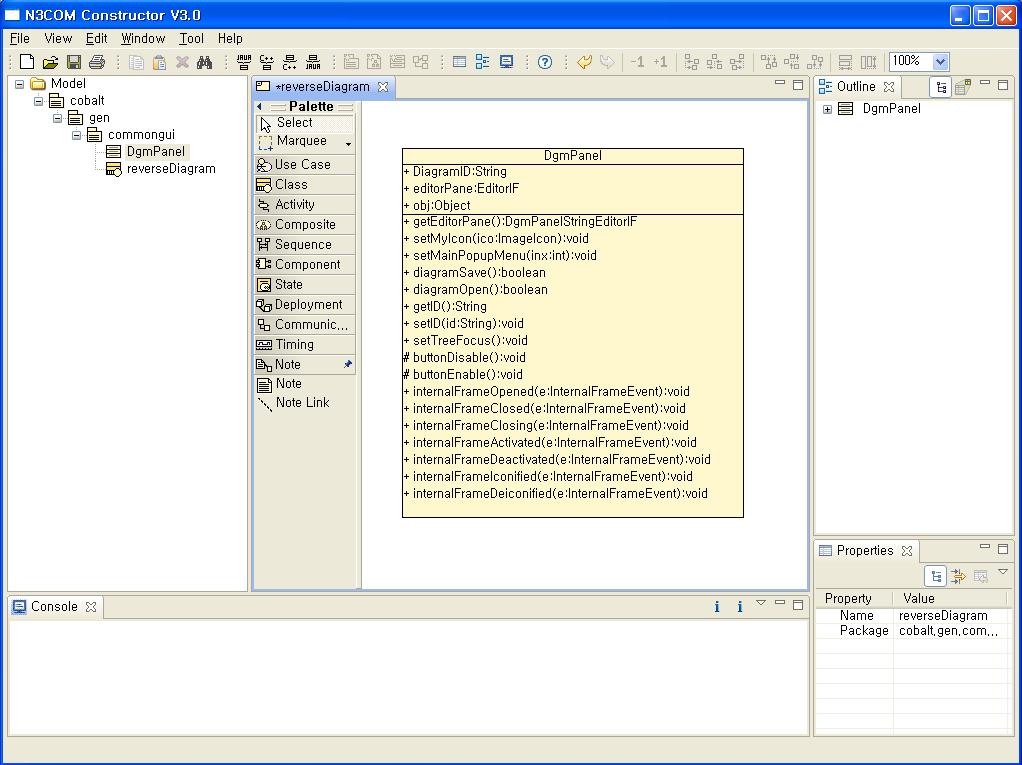 N3COM Constructor V3.0
File View Edit Window Tool Help
-1 +1 100%
Model
cobalt
gen
commongui
DgmPanel
reverseDiagram
*reverseDiagram
Palette
Select
Marquee
Use Case
Class
Activity
Composite
Sequence
Component
State
Deployment
Communic...
Timing
Note
Note
Note Link
DgmPanel
+ DiagramID:String
+ editorPane:EditorIF
+ obj:Object
+ getEditorPane():DgmPanelStringEditorIF
+ setMyIcon(ico:ImageIcon):void
+ setMainPopupMenu(inx:int):void
+ diagramSave():boolean
+ diagramOpen():boolean
+ getID():String
+ setID(id:String):void
+ setTreeFocus():void
# buttonDisable():void
# buttonEnable():void
+ internalFrameOpened(e:InternalFrameEvent):void
+ internalFrameClosed(e:InternalFrameEvent):void
+ internalFrameClosing(e:InternalFrameEvent):void
+ internalFrameActivated(e:InternalFrameEvent):void
+ internalFrameDeactivated(e:InternalFrameEvent):void
+ internalFrameIconified(e:InternalFrameEvent):void
+ internalFrameDeiconified(e:InternalFrameEvent):void
Outline
DgmPanel
Properties
Property Value
Name reverseDiagram
Package cobalt.gen.com...
Console